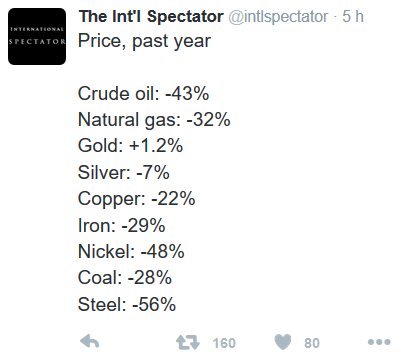 INTERNATIONAL
SPECTATOR
The Int'l Spectator @intlspectator · 5 h
Price, past year
Crude oil: -43%
Natural gas: -32%
Gold: +1.2%
Silver: -7%
Copper: -22%
Iron: -29%
Nickel: -48%
Coal: -28%
Steel: -56%
160 80